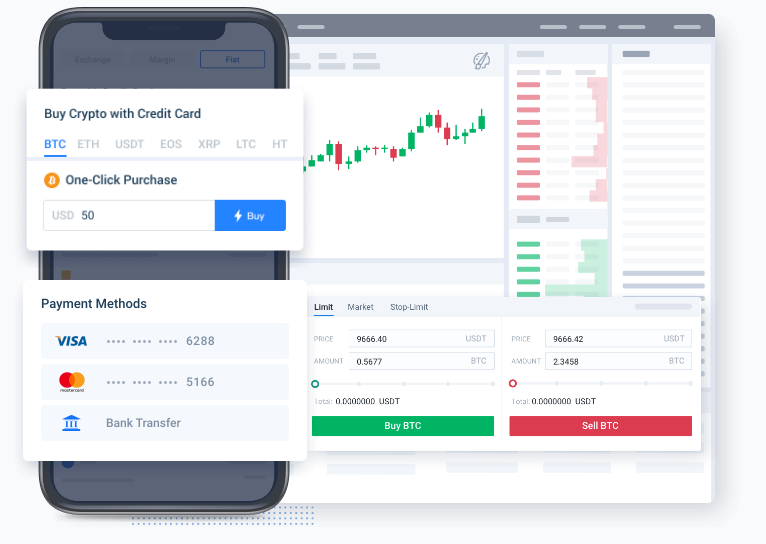 Exchange Margin Fiat
Buy Crypto with Credit Card
BTC ETH USDT EOS XRP LTC HT
One-Click Purchase
USD 50 Buy
Payment Methods
VISA •••• •••• •••• 6288
mastercard •••• •••• •••• 5166
Bank Transfer
Limit Market Stop-Limit
PRICE 9666.40 USDT
AMOUNT 0.5677 BTC
Total: 0.0000000 USDT
Buy BTC
PRICE 9666.42 USDT
AMOUNT 2.3458 BTC
Total: 0.0000000 USDT
Sell BTC